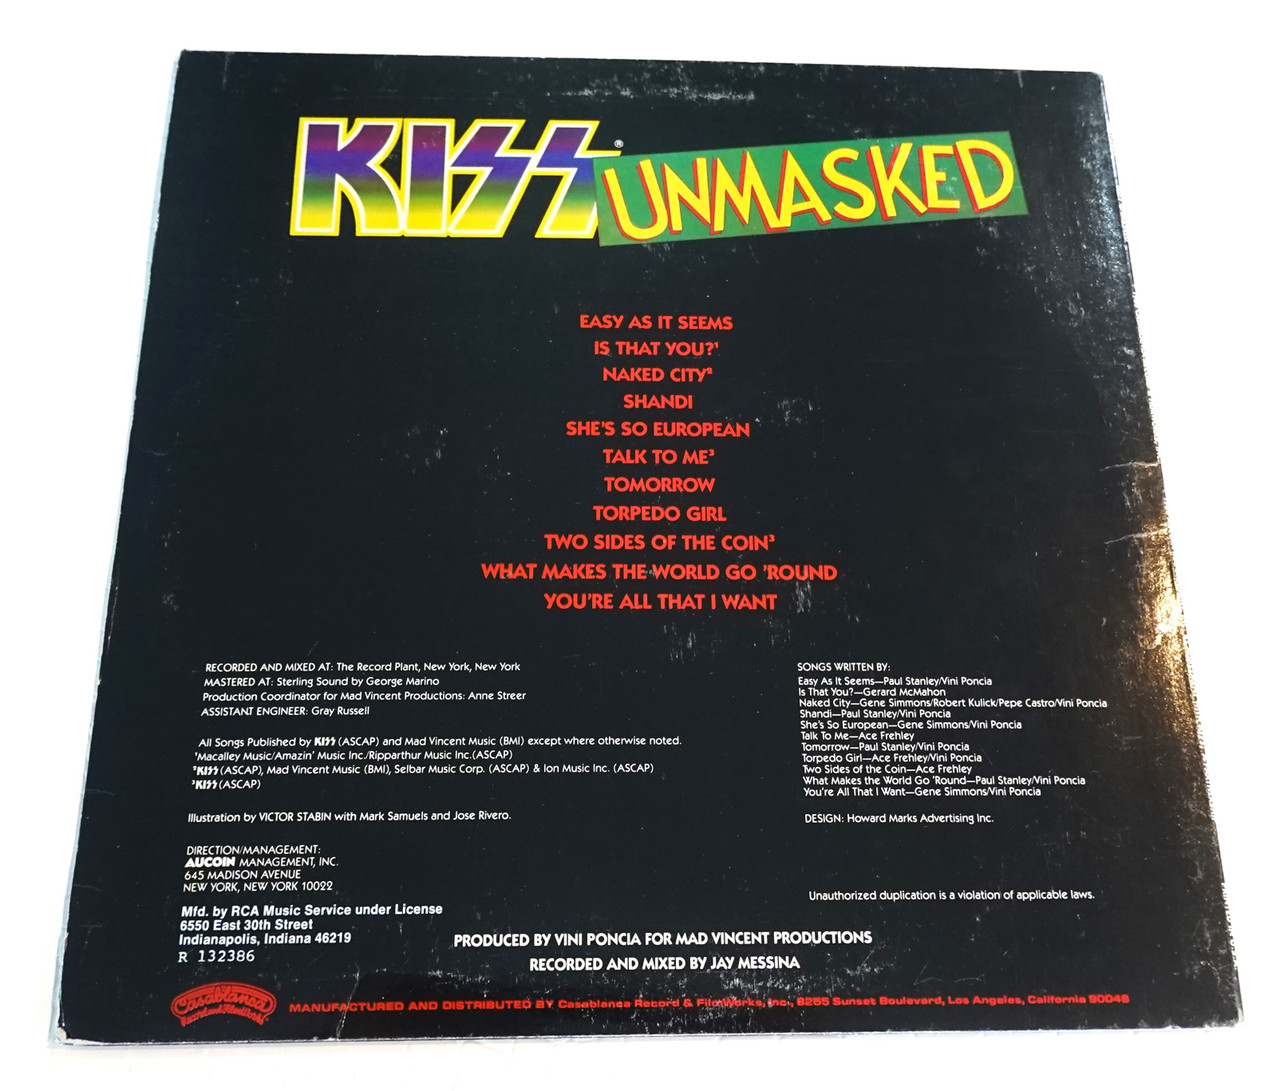 KISS®
UNMASKED
EASY AS IT SEEMS
IS THAT YOU?¹
NAKED CITY²
SHANDI
SHE'S SO EUROPEAN
TALK TO ME³
TOMORROW
TORPEDO GIRL
TWO SIDES OF THE COIN³
WHAT MAKES THE WORLD GO 'ROUND
YOU'RE ALL THAT I WANT
RECORDED AND MIXED AT: The Record Plant, New York, New York
MASTERED AT: Sterling Sound by George Marino
Production Coordinator for Mad Vincent Productions: Anne Streer
ASSISTANT ENGINEER: Gray Russell
All Songs Published by KISS (ASCAP) and Mad Vincent Music (BMI) except where otherwise noted.
¹Macalley Music/Amazin' Music Inc./Ripparthur Music Inc.(ASCAP)
²KISS (ASCAP), Mad Vincent Music (BMI), Selbar Music Corp. (ASCAP) & Ion Music Inc. (ASCAP)
³KISS (ASCAP)
Illustration by VICTOR STABIN with Mark Samuels and Jose Rivero.
DIRECTION/MANAGEMENT:
AUCOIN MANAGEMENT, INC.
645 MADISON AVENUE
NEW YORK, NEW YORK 10022
Mfd. by RCA Music Service under License
6550 East 30th Street
Indianapolis, Indiana 46219
R 132386
SONGS WRITTEN BY:
Easy As It Seems—Paul Stanley/Vini Poncia
Is That You?—Gerard McMahon
Naked City—Gene Simmons/Robert Kulick/Pepe Castro/Vini Poncia
Shandi—Paul Stanley/Vini Poncia
She's So European—Gene Simmons/Vini Poncia
Talk To Me—Ace Frehley
Tomorrow—Paul Stanley/Vini Poncia
Torpedo Girl—Ace Frehley/Vini Poncia
Two Sides of the Coin—Ace Frehley
What Makes the World Go 'Round—Paul Stanley/Vini Poncia
You're All That I Want—Gene Simmons/Vini Poncia
DESIGN: Howard Marks Advertising Inc.
Unauthorized duplication is a violation of applicable laws.
PRODUCED BY VINI PONCIA FOR MAD VINCENT PRODUCTIONS
RECORDED AND MIXED BY JAY MESSINA
Casablanca
Record and FilmWorks
MANUFACTURED AND DISTRIBUTED BY Casablanca Record & FilmWorks, Inc., 8255 Sunset Boulevard, Los Angeles, California 90046